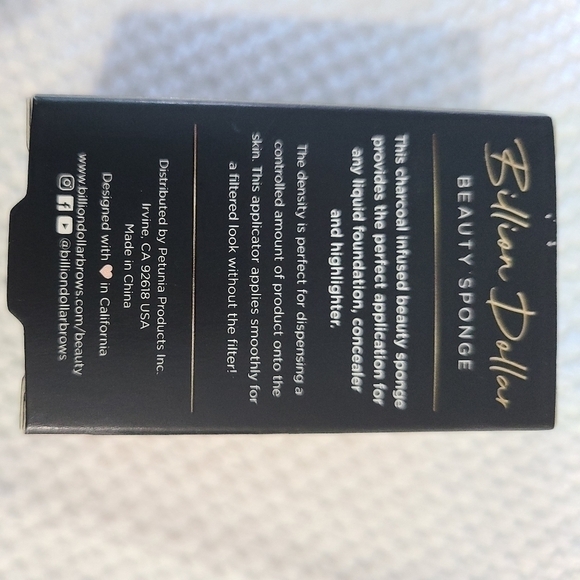 Billion Dollar
BEAUTY SPONGE
This charcoal infused beauty sponge
provides the perfect application for
any liquid foundation, concealer
and highlighter.
The density is perfect for dispensing a
controlled amount of product onto the
skin. This applicator applies smoothly for
a filtered look without the filter!
Distributed by Petunia Products Inc.
Irvine, CA 92618 USA
Made in China
Designed with ♥ in California
www.billiondollarbrows.com/beauty
@billiondollarbrows